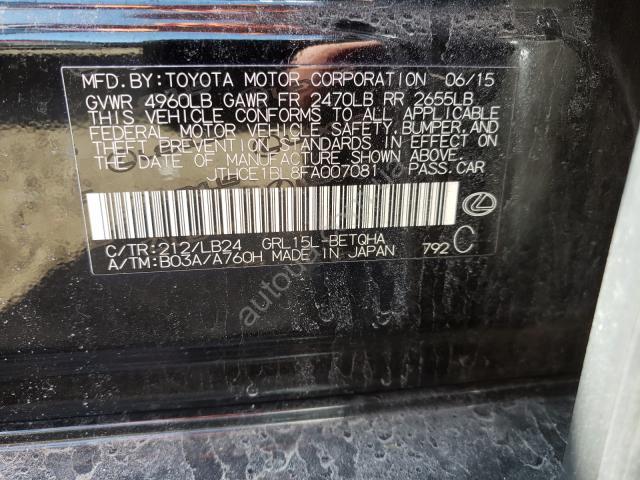 MFD.BY:TOYOTA MOTOR CORPORATION 06/15
GVWR 4960LB GAWR FR 2470LB RR 2655LB
THIS VEHICLE CONFORMS TO ALL APPLICABLE
FEDERAL MOTOR VEHICLE SAFETY,BUMPER,AND
THEFT PREVENTION STANDARDS IN EFFECT ON
THE DATE OF MANUFACTURE SHOWN ABOVE.
JTHCE1BL8FA007081 PASS.CAR
C/TR:212/LB24 GRL15L-BETQHA
A/TM:B03A/A760H MADE IN JAPAN 792 C